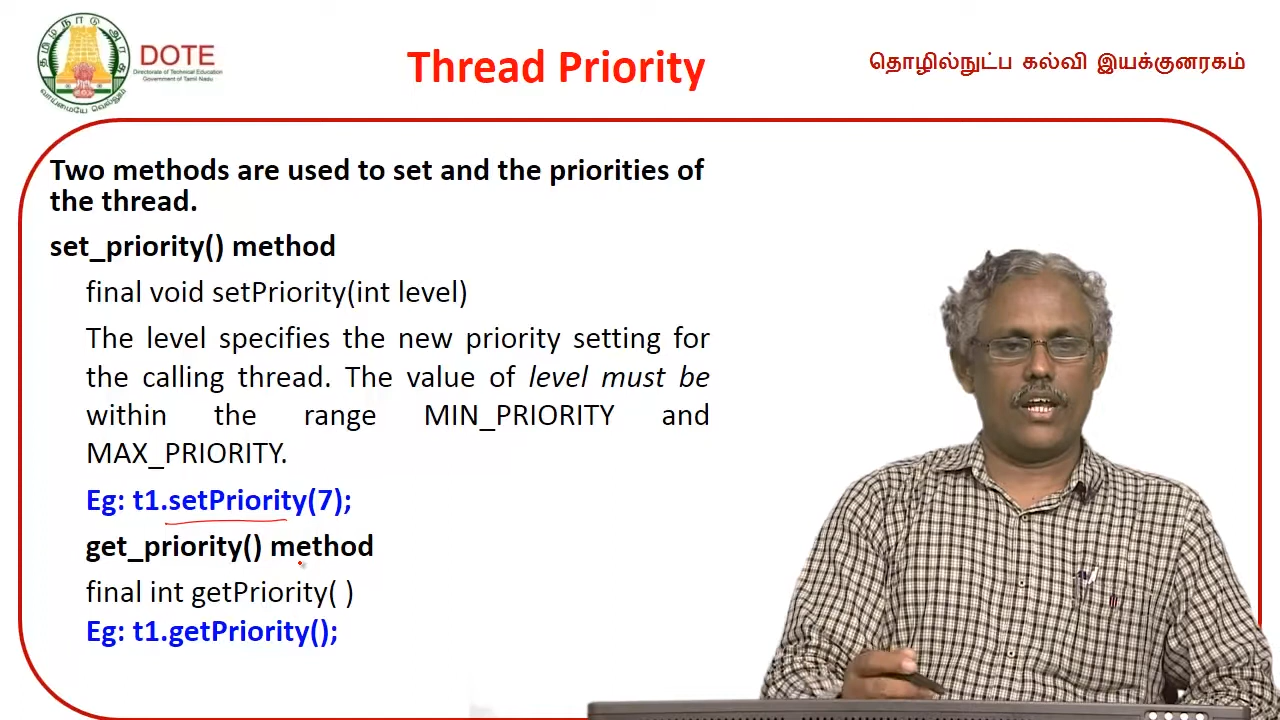 தமிழ்நாடு அரசு
வாய்மையே வெல்லும்
DOTE
Directorate of Technical Education
Government of Tamil Nadu
Thread Priority
தொழில்நுட்ப கல்வி இயக்குனரகம்
Two methods are used to set and the priorities of
the thread.
set_priority() method
final void setPriority(int level)
The level specifies the new priority setting for
the calling thread. The value of level must be
within the range MIN_PRIORITY and
MAX_PRIORITY.
Eg: t1.setPriority(7);
get_priority() method
final int getPriority( )
Eg: t1.getPriority();